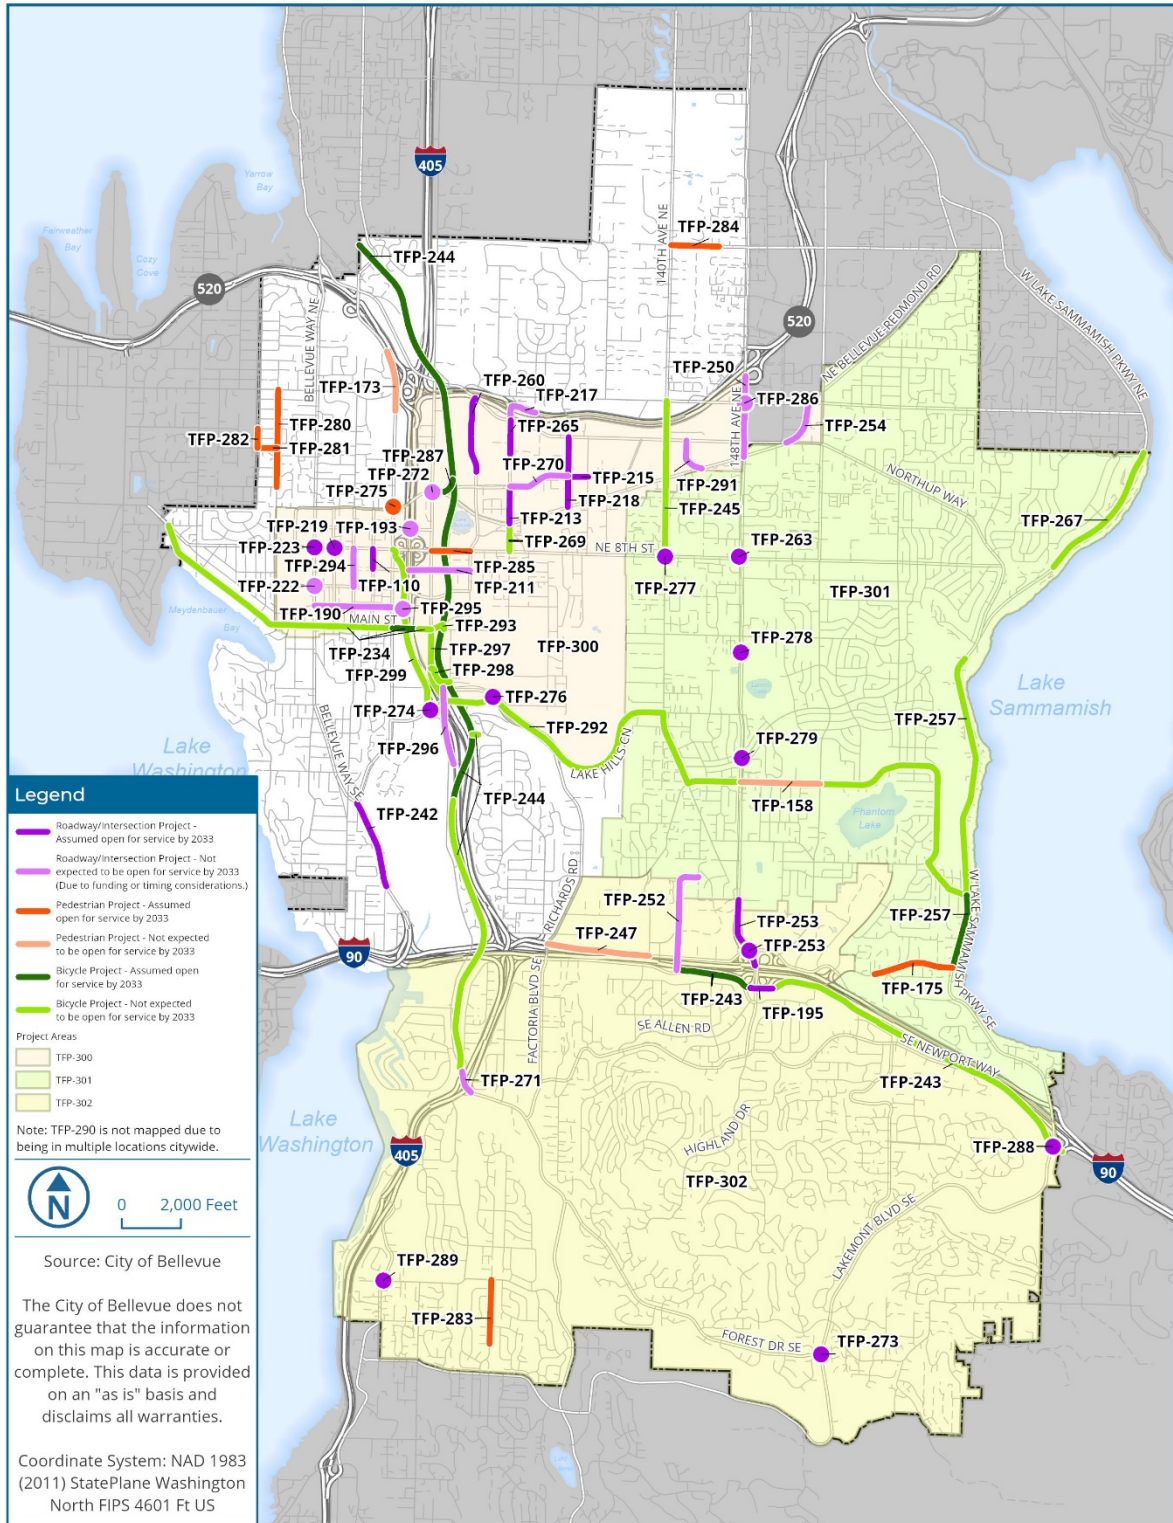 405
Yarrow
Bay
Fairweather
Bay
Cozy
Cove
140TH AVE NE
TFP-284
TFP-244
520
BELLEVUE WAY NE
W LAKE SAMMAMISH PKWY NE
NE BELLEVUE-REDMOND RD
520
TFP-173
TFP-260
TFP-217
TFP-250
TFP-286
TFP-280
TFP-282
TFP-281
TFP-265
148TH AVE NE
TFP-254
TFP-287
TFP-272
TFP-270
TFP-215
TFP-291
NORTHUP WAY
TFP-275
TFP-218
TFP-245
TFP-219
TFP-193
TFP-213
TFP-267
TFP-223
TFP-269
NE 8TH ST
TFP-263
TFP-294
TFP-285
TFP-222
TFP-110
TFP-211
TFP-277
TFP-301
TFP-190
TFP-295
Meydenbauer
Bay
MAIN ST
TFP-293
TFP-234
TFP-297
TFP-300
TFP-278
TFP-299
TFP-298
Lake
Sammamish
TFP-276
TFP-274
TFP-292
TFP-257
BELLEVUE WAY SE
TFP-296
LAKE HILLS CN
TFP-279
Lake
Washington
TFP-242
TFP-244
TFP-158
Phantom
Lake
RICHARDS RD
TFP-252
TFP-253
TFP-257
W LAKE SAMMAMISH PKWY SE
TFP-247
TFP-253
90
FACTORIA BLVD SE
TFP-243
TFP-195
TFP-175
SE ALLEN RD
SE NEWPORT WAY
TFP-271
TFP-243
Lake
Washington
HIGHLAND DR
TFP-288
405
TFP-302
90
LAKEMONT BLVD SE
TFP-289
TFP-283
FOREST DR SE
TFP-273
Legend
Roadway/Intersection Project -
Assumed open for service by 2033
Roadway/Intersection Project - Not
expected to be open for service by 2033
(Due to funding or timing considerations.)
Pedestrian Project - Assumed
open for service by 2033
Pedestrian Project - Not expected
to be open for service by 2033
Bicycle Project - Assumed open
for service by 2033
Bicycle Project - Not expected
to be open for service by 2033
Project Areas
TFP-300
TFP-301
TFP-302
Note: TFP-290 is not mapped due to
being in multiple locations citywide.
N
0 2,000 Feet
Source: City of Bellevue
The City of Bellevue does not
guarantee that the information
on this map is accurate or
complete. This data is provided
on an "as is" basis and
disclaims all warranties.
Coordinate System: NAD 1983
(2011) StatePlane Washington
North FIPS 4601 Ft US